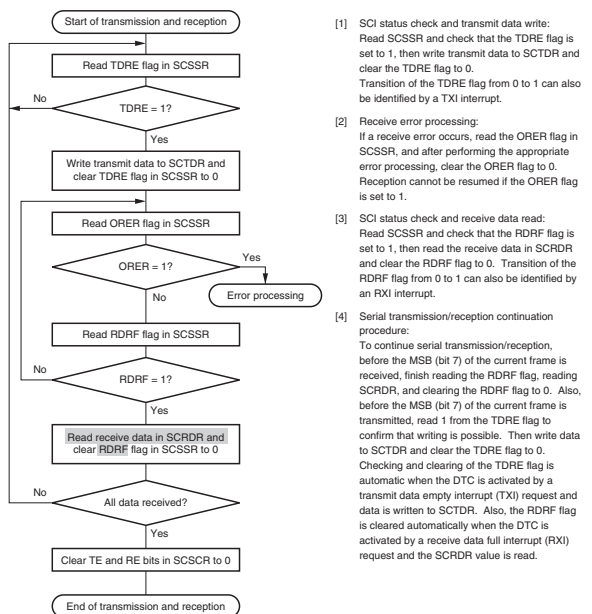 Start of transmission and reception
Read TDRE flag in SCSSR
No
TDRE = 1?
Yes
Write transmit data to SCTDR and
clear TDRE flag in SCSSR to 0
Read ORER flag in SCSSR
Yes
ORER = 1?
Error processing
No
Read RDRF flag in SCSSR
No
RDRF = 1?
Yes
Read receive data in SCRDR and
clear RDRF flag in SCSSR to 0
No
All data received?
Yes
Clear TE and RE bits in SCSCR to 0
End of transmission and reception
[1] SCI status check and transmit data write:
Read SCSSR and check that the TDRE flag is
set to 1, then write transmit data to SCTDR and
clear the TDRE flag to 0.
Transition of the TDRE flag from 0 to 1 can also
be identified by a TXI interrupt.
[2] Receive error processing:
If a receive error occurs, read the ORER flag in
SCSSR, and after performing the appropriate
error processing, clear the ORER flag to 0.
Reception cannot be resumed if the ORER flag
is set to 1.
[3] SCI status check and receive data read:
Read SCSSR and check that the RDRF flag is
set to 1, then read the receive data in SCRDR
and clear the RDRF flag to 0. Transition of the
RDRF flag from 0 to 1 can also be identified by
an RXI interrupt.
[4] Serial transmission/reception continuation
procedure:
To continue serial transmission/reception,
before the MSB (bit 7) of the current frame is
received, finish reading the RDRF flag, reading
SCRDR, and clearing the RDRF flag to 0. Also,
before the MSB (bit 7) of the current frame is
transmitted, read 1 from the TDRE flag to
confirm that writing is possible. Then write data
to SCTDR and clear the TDRE flag to 0.
Checking and clearing of the TDRE flag is
automatic when the DTC is activated by a
transmit data empty interrupt (TXI) request and
data is written to SCTDR. Also, the RDRF flag
is cleared automatically when the DTC is
activated by a receive data full interrupt (RXI)
request and the SCRDR value is read.